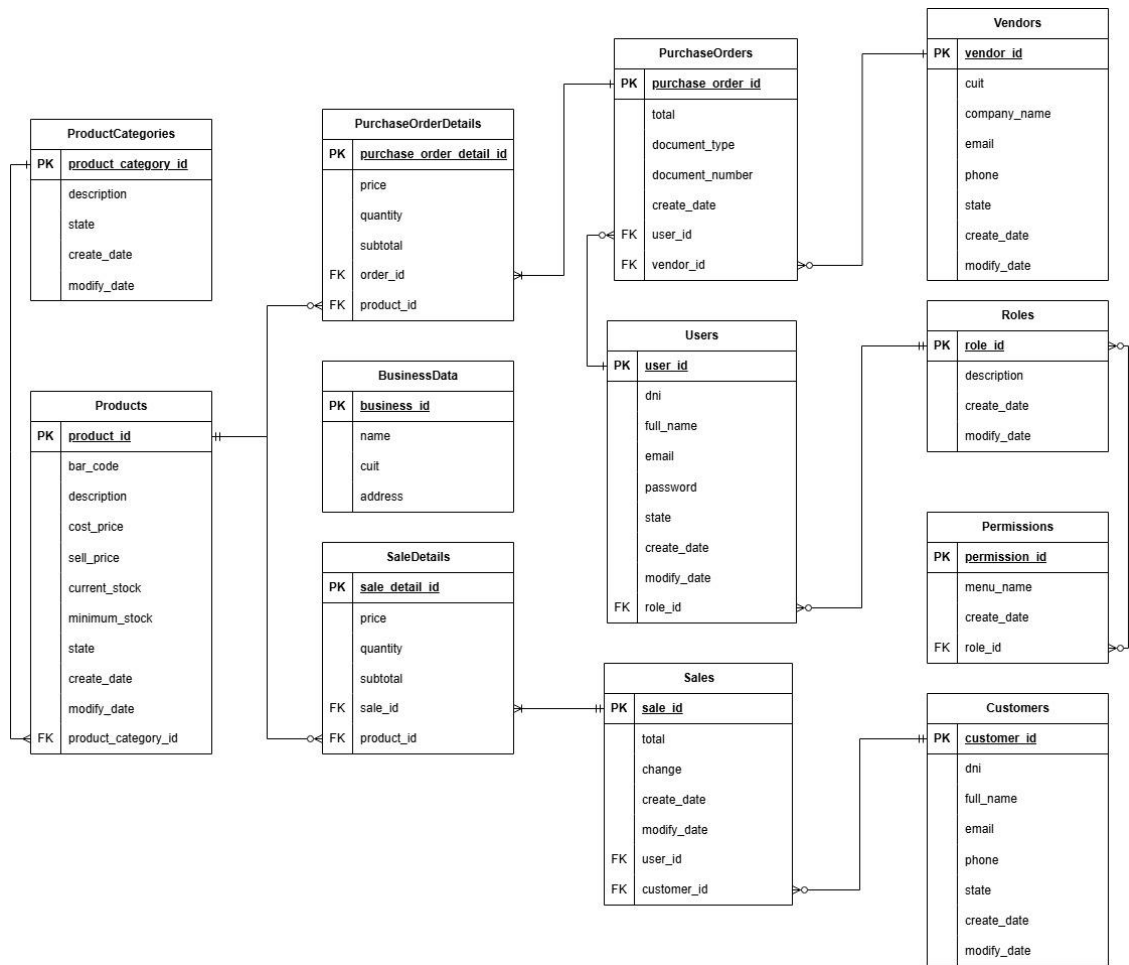 ProductCategories
PK product_category_id
description
state
create_date
modify_date
Products
PK product_id
bar_code
description
cost_price
sell_price
current_stock
minimum_stock
state
create_date
modify_date
FK product_category_id
PurchaseOrderDetails
PK purchase_order_detail_id
price
quantity
subtotal
FK order_id
FK product_id
BusinessData
PK business_id
name
cuit
address
SaleDetails
PK sale_detail_id
price
quantity
subtotal
FK sale_id
FK product_id
PurchaseOrders
PK purchase_order_id
total
document_type
document_number
create_date
FK user_id
FK vendor_id
Users
PK user_id
dni
full_name
email
password
state
create_date
modify_date
FK role_id
Sales
PK sale_id
total
change
create_date
modify_date
FK user_id
FK customer_id
Vendors
PK vendor_id
cuit
company_name
email
phone
state
create_date
modify_date
Roles
PK role_id
description
create_date
modify_date
Permissions
PK permission_id
menu_name
create_date
FK role_id
Customers
PK customer_id
dni
full_name
email
phone
state
create_date
modify_date